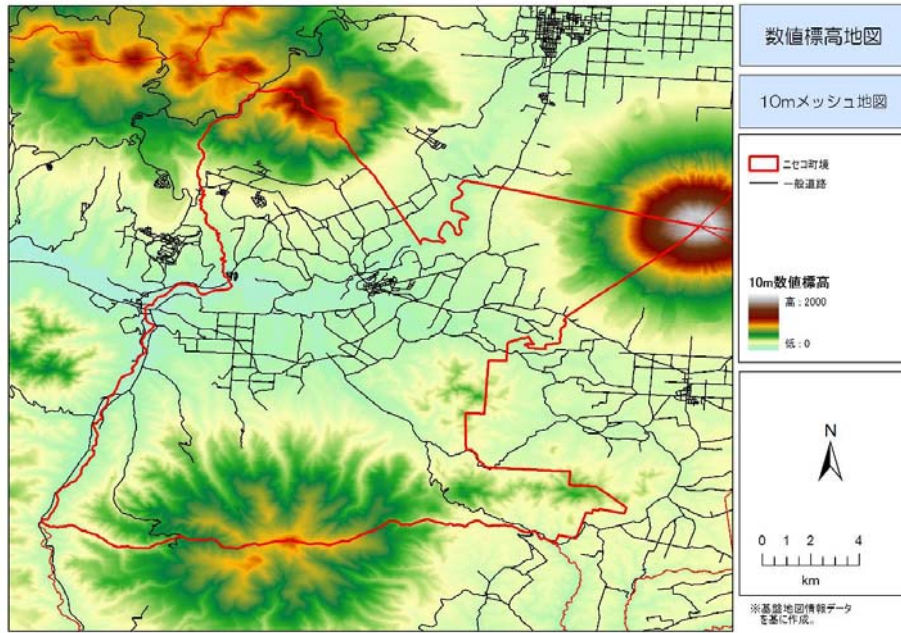 数値標高地図
10mメッシュ地図
ニセコ町境
一般道路
10m数値標高
高 : 2000
低 : 0
N
0 1 2 4
km
※基盤地図情報データ
を基に作成。